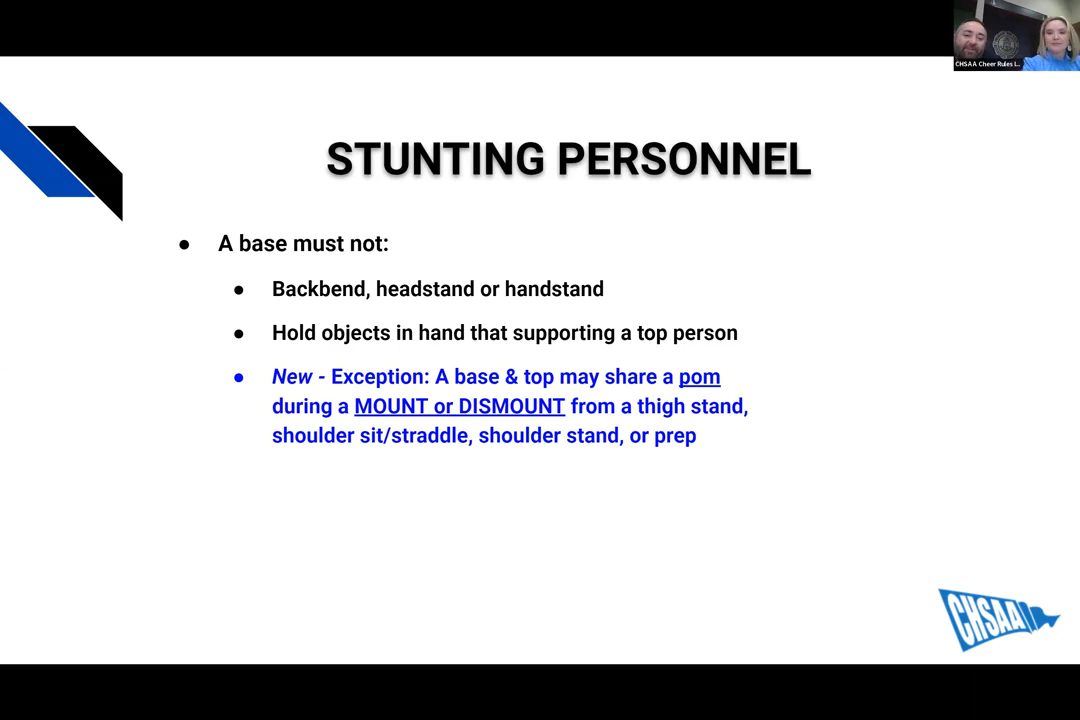 CHSAA Cheer Rules I...
STUNTING PERSONNEL
● A base must not:
● Backbend, headstand or handstand
● Hold objects in hand that supporting a top person
● New - Exception: A base & top may share a pom
during a MOUNT or DISMOUNT from a thigh stand,
shoulder sit/straddle, shoulder stand, or prep
CHSAA